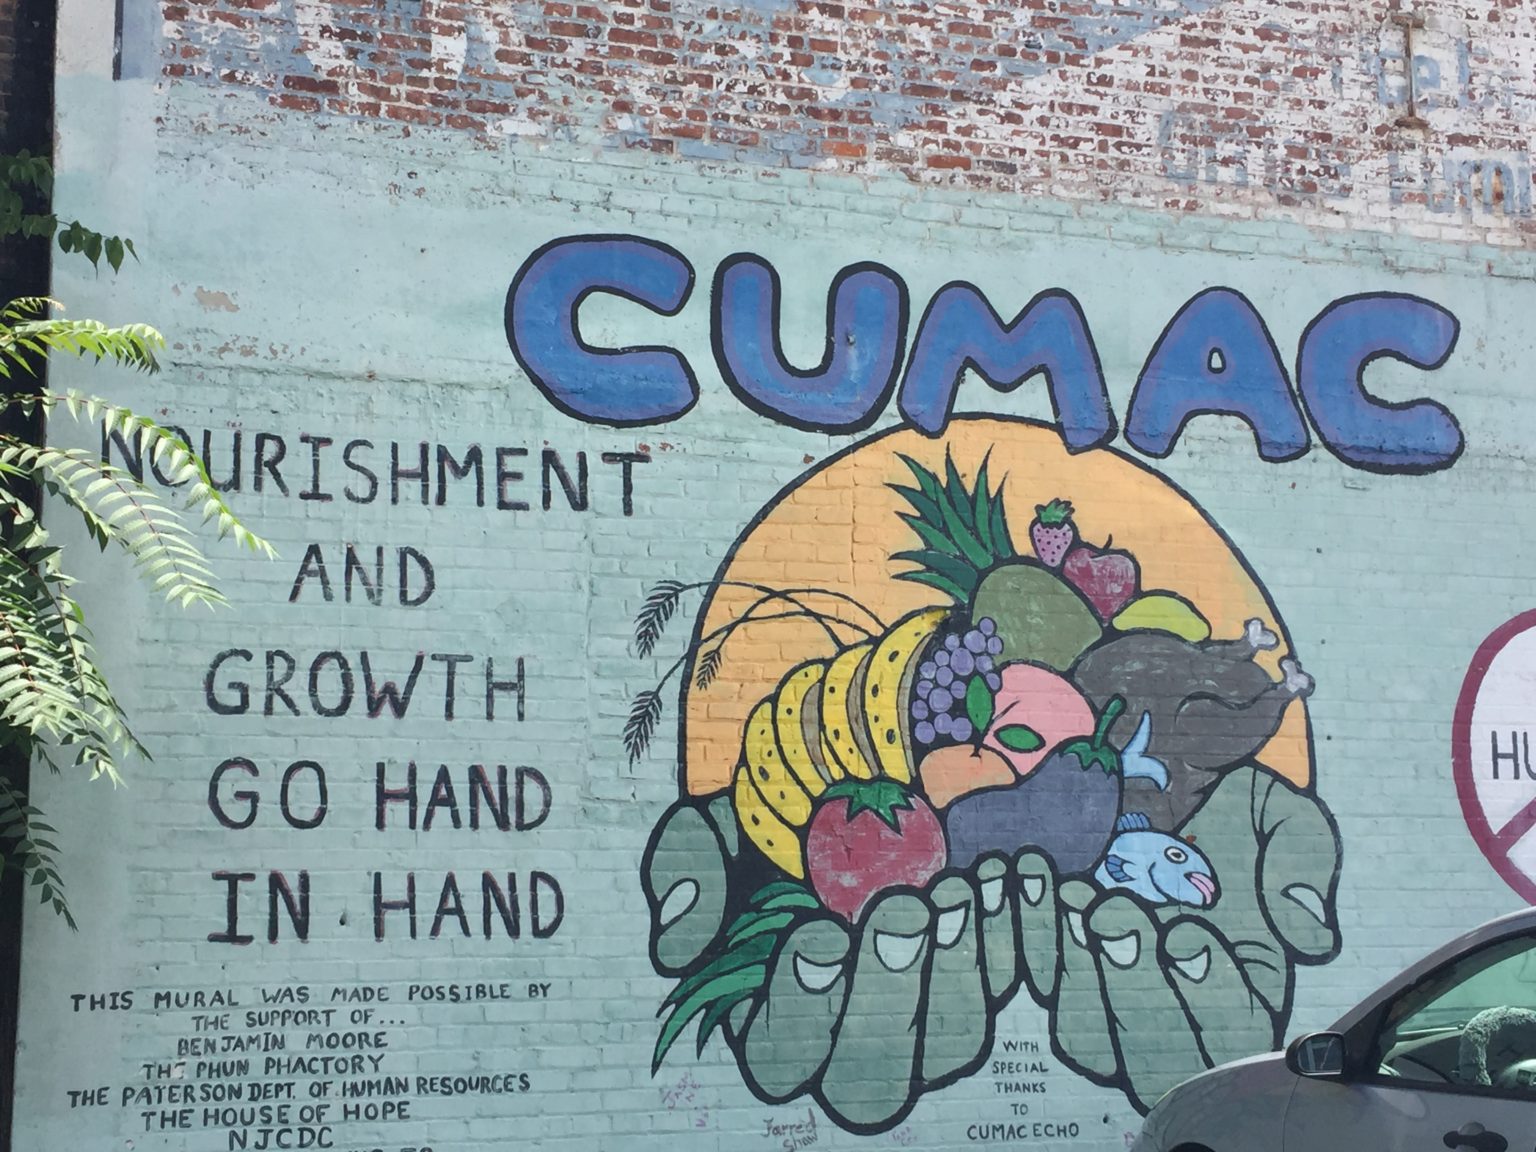 CUMAC
NOURISHMENT
AND
GROWTH
GO HAND
IN HAND
THIS MURAL WAS MADE POSSIBLE BY
THE SUPPORT OF...
BENJAMIN MOORE
THE PHUN PHACTORY
THE PATERSON DEPT. OF HUMAN RESOURCES
THE HOUSE OF HOPE
NJCDC
WITH
SPECIAL
THANKS
TO
CUMAC ECHO
Jarred
Shaw
HU